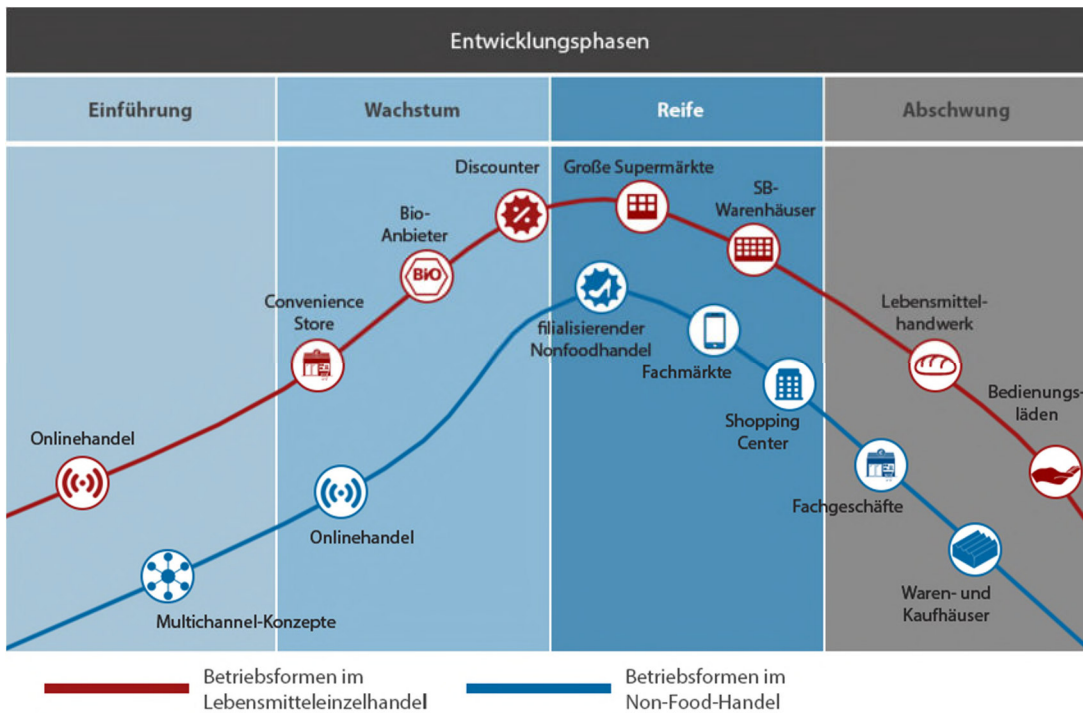 Entwicklungsphasen
Einführung
Wachstum
Reife
Abschwung
Discounter
Große Supermärkte
SB-
Warenhäuser
Bio-
Anbieter
BIO
Convenience
Store
filialisierender
Nonfoodhandel
Fachmärkte
Lebensmittel-
handwerk
Bedienungs-
läden
Shopping
Center
Onlinehandel
Onlinehandel
Fachgeschäfte
Multichannel-Konzepte
Waren- und
Kaufhäuser
Betriebsformen im
Lebensmitteleinzelhandel
Betriebsformen im
Non-Food-Handel